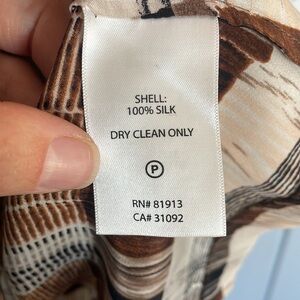 SHELL:
100% SILK
DRY CLEAN ONLY
P
RN# 81913
CA# 31092